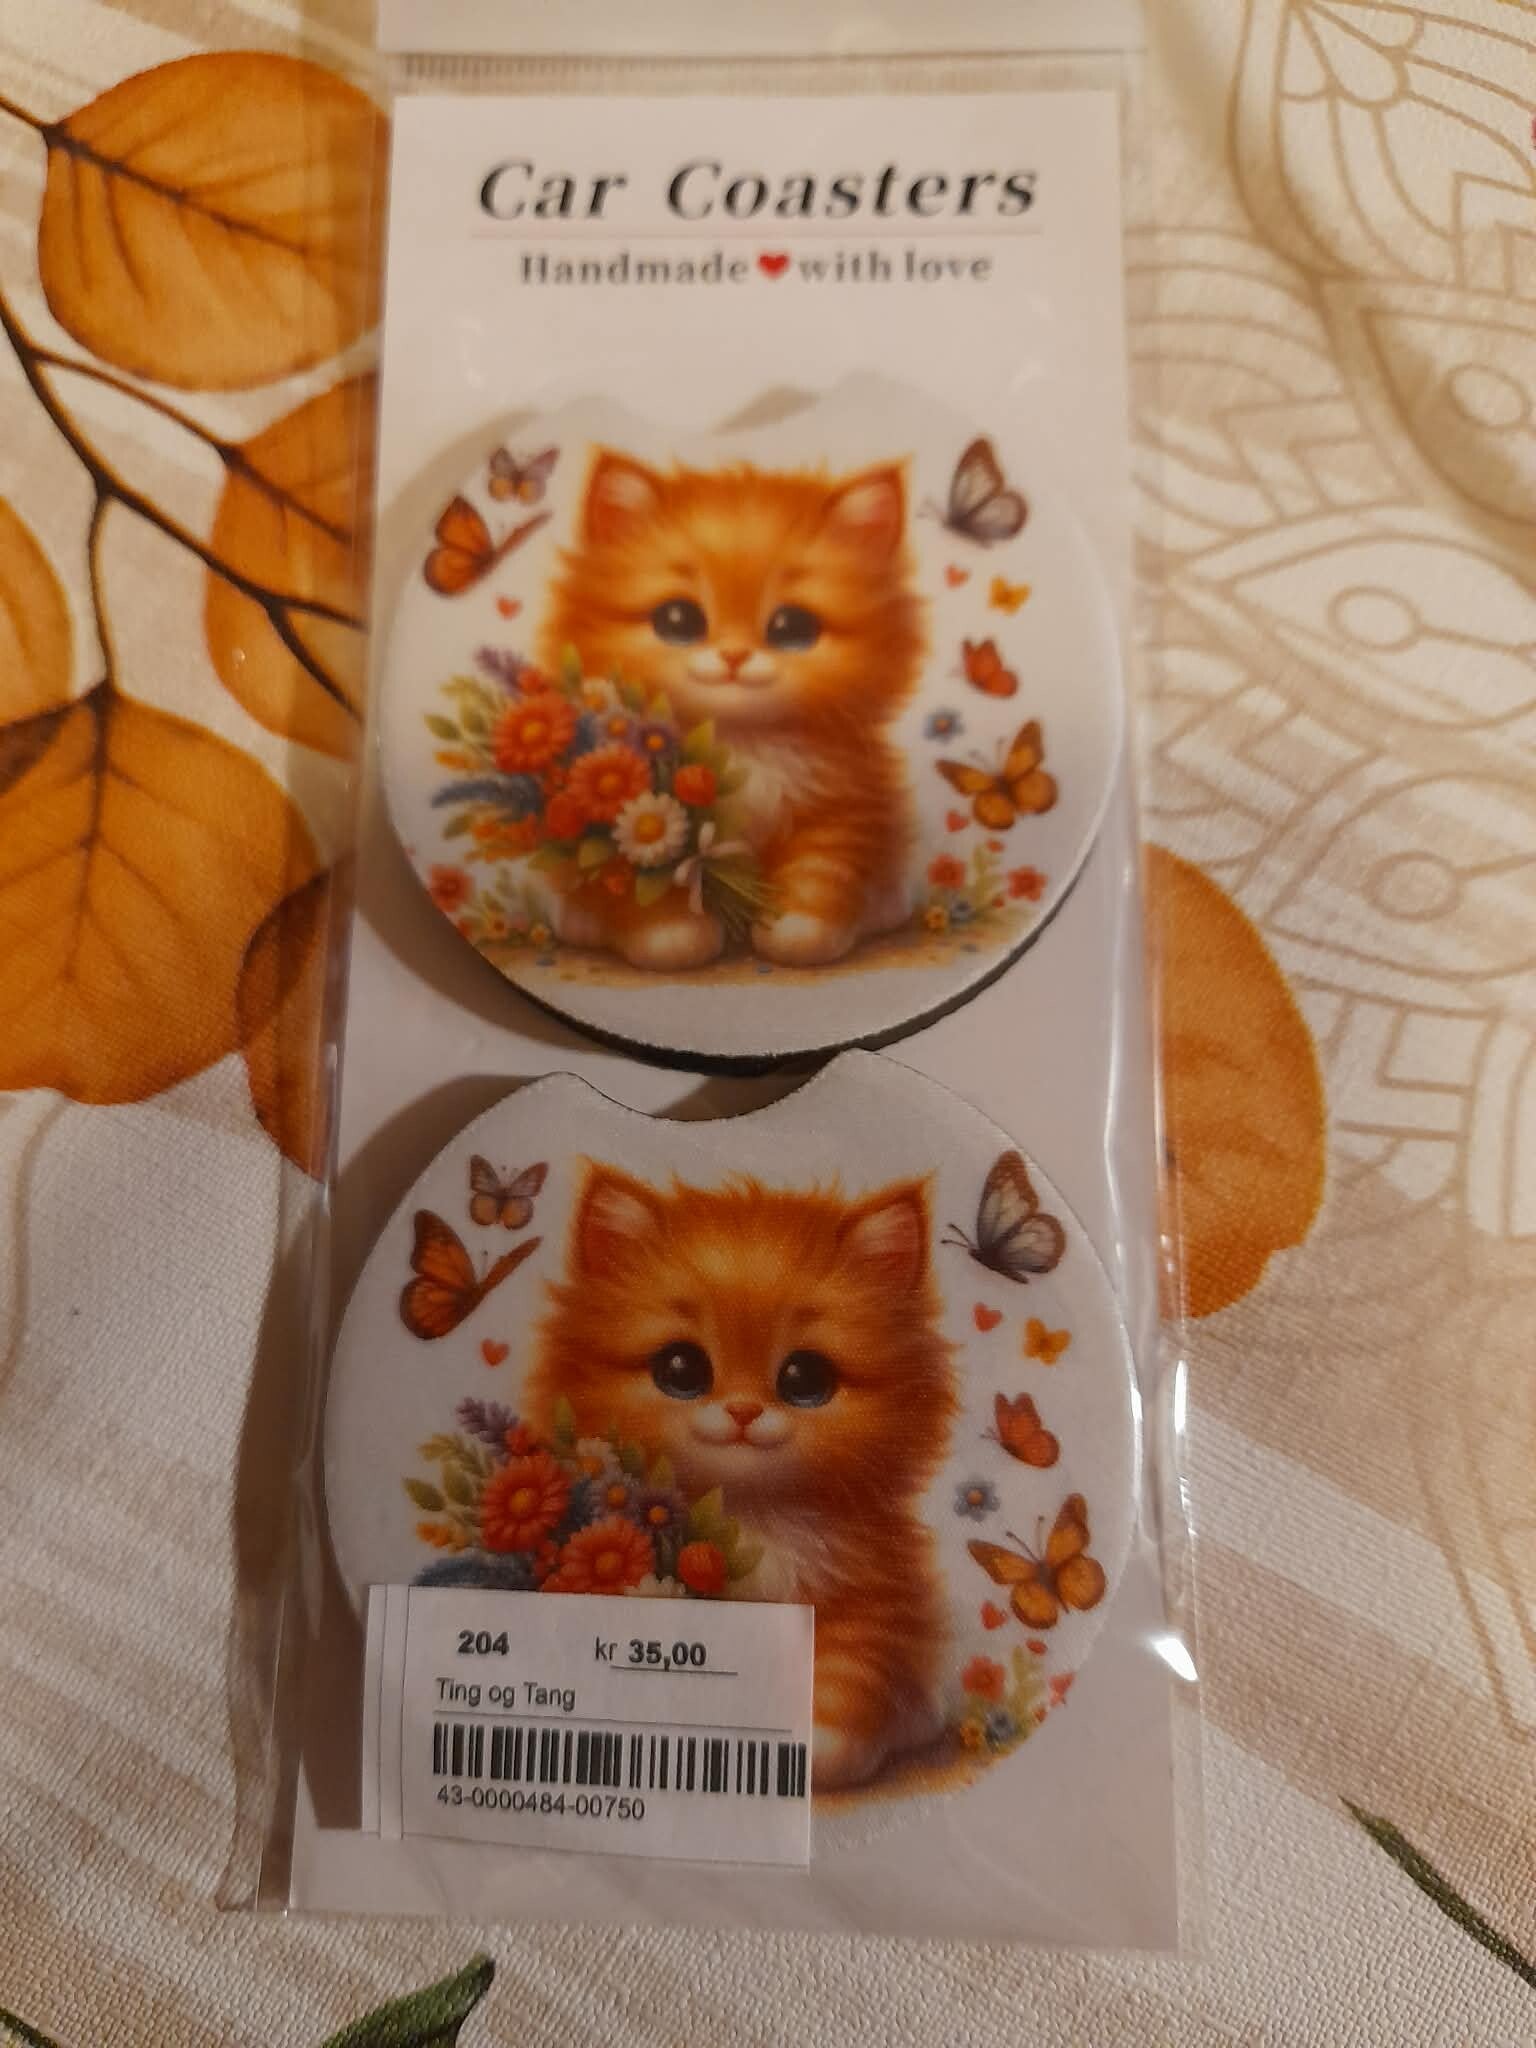 Car Coasters
Handmade❤with love
204 kr 35,00
Ting og Tang
43-0000484-00750